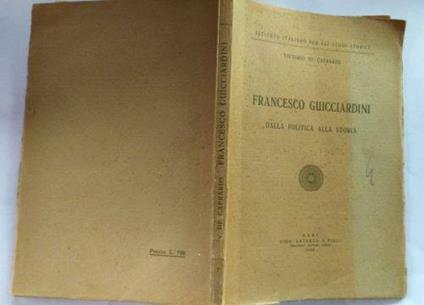 ISTITUTO ITALIANO PER GLI STUDI STORICI
VITTORIO DE CAPRARIIS
FRANCESCO GUICCIARDINI
DALLA POLITICA ALLA STORIA
BARI
GIUS. LATERZA & FIGLI
V. DE CAPRARIIS FRANCESCO GUICCIARDINI
PREZZO L.